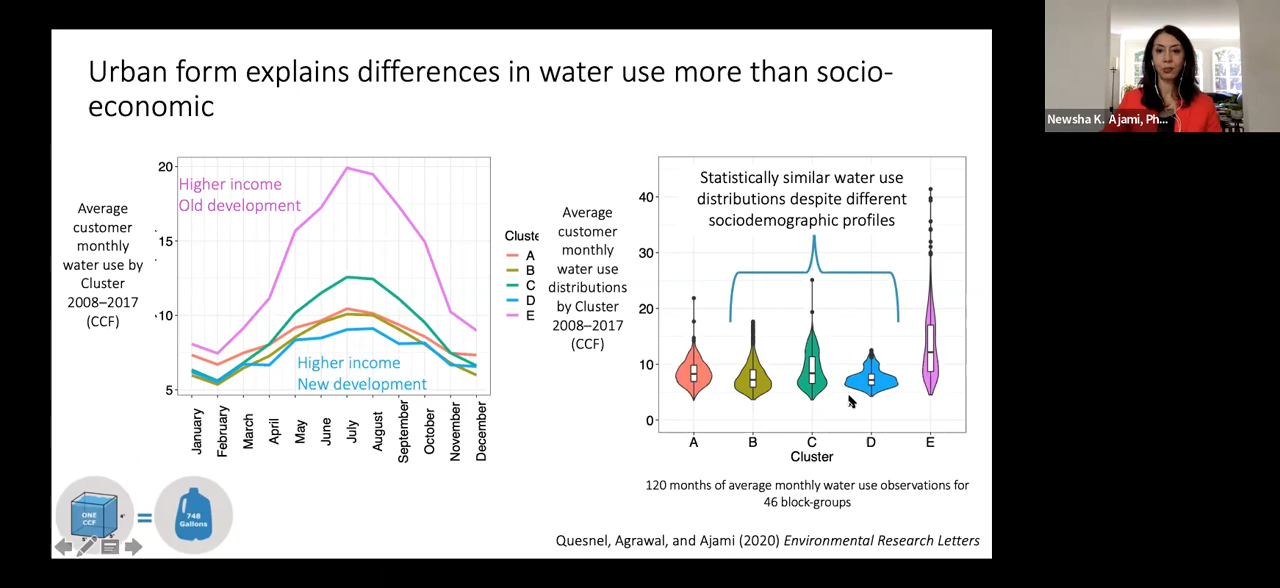 Urban form explains differences in water use more than socio-
economic
Average
customer
monthly
water use by
Cluster
2008–2017
(CCF)
20
15
10
5
Higher income
Old development
Higher income
New development
January
February
March
April
May
June
July
August
September
October
November
December
Cluste
A
B
C
D
E
Average
customer
monthly
water use
distributions
by Cluster
2008–2017
(CCF)
40
30
20
10
0
Statistically similar water use
distributions despite different
sociodemographic profiles
A B C D E
Cluster
120 months of average monthly water use observations for
46 block-groups
ONE
CCF
4'
=
748
Gallons
Quesnel, Agrawal, and Ajami (2020) Environmental Research Letters
Newsha K. Ajami, Ph...